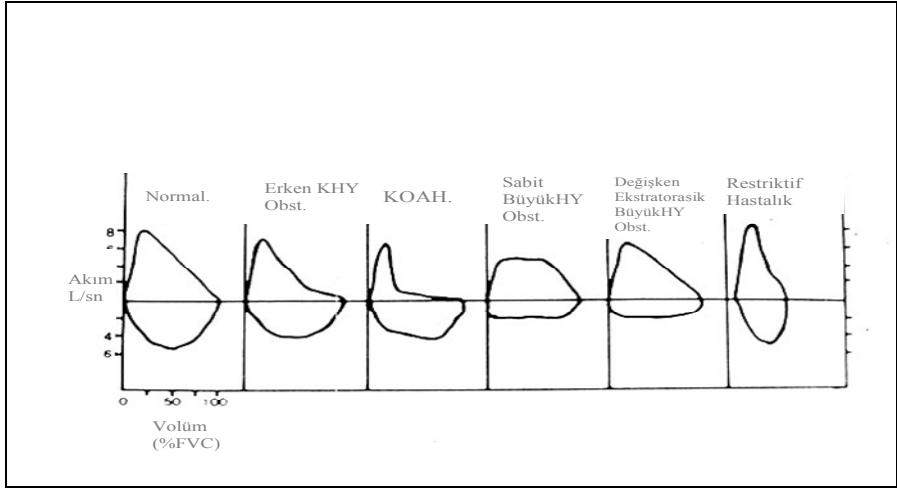 Normal.
Erken KHY
Obst.
KOAH.
Sabit
BüyükHY
Obst.
Değişken
Ekstratorasik
BüyükHY
Obst.
Restriktif
Hastalık
8
Akım
L/sn
4
6
0 50 100
Volüm
(%FVC)